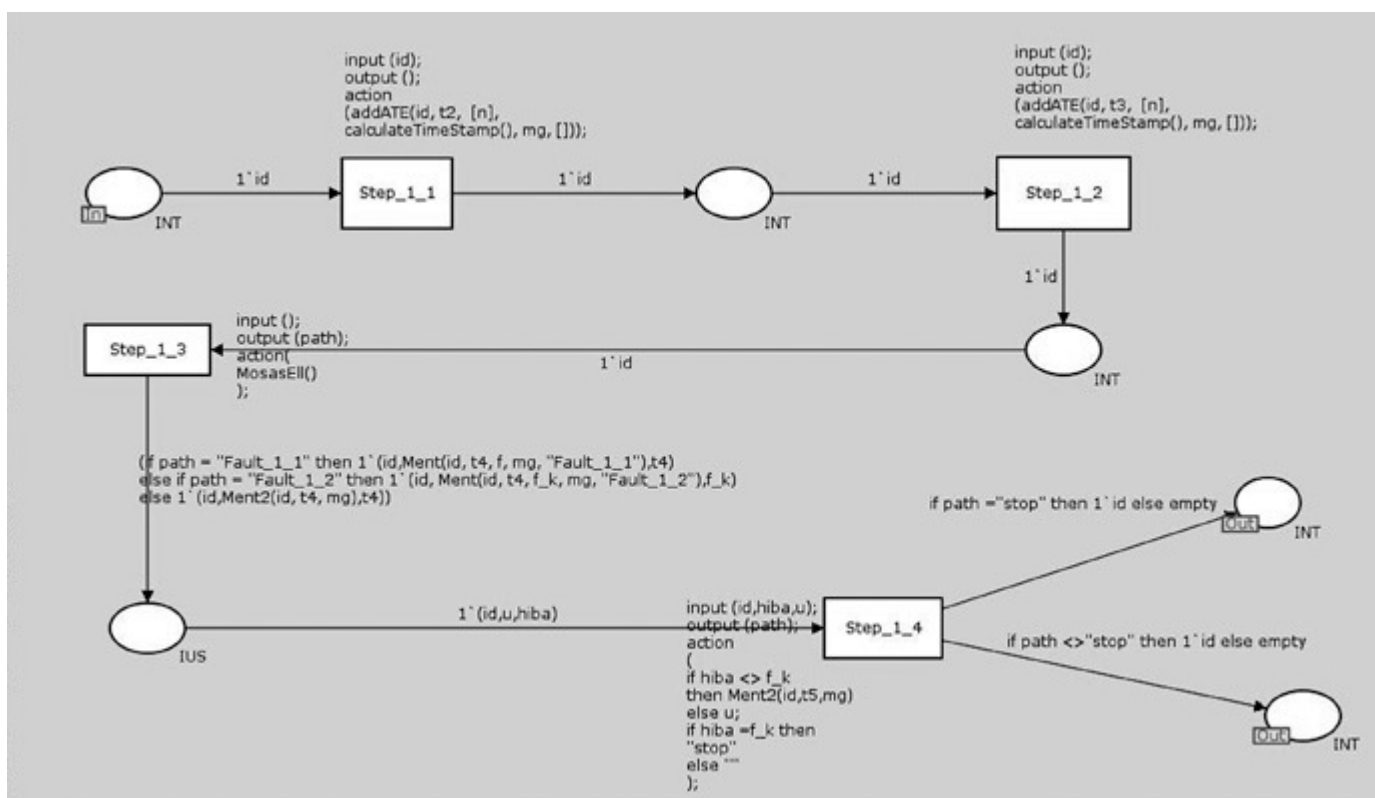 input (id);
output ();
action
(addATE(id, t2, [n],
calculateTimeStamp(), mg, []));
input (id);
output ();
action
(addATE(id, t3, [n],
calculateTimeStamp(), mg, []));
In
INT
1`id
Step_1_1
1`id
INT
1`id
Step_1_2
1`id
INT
1`id
Step_1_3
input ();
output (path);
action(
MosasEll()
);
(if path = "Fault_1_1" then 1`(id,Ment(id, t4, f, mg, "Fault_1_1"),t4)
else if path = "Fault_1_2" then 1`(id, Ment(id, t4, f_k, mg, "Fault_1_2"),f_k)
else 1`(id,Ment2(id, t4, mg),t4))
IUS
1`(id,u,hiba)
input (id,hiba,u);
output (path);
action
(
if hiba <> f_k
then Ment2(id,t5,mg)
else u;
if hiba =f_k then
"stop"
else ""
);
Step_1_4
if path ="stop" then 1`id else empty
Out
INT
if path <>"stop" then 1`id else empty
Out
INT